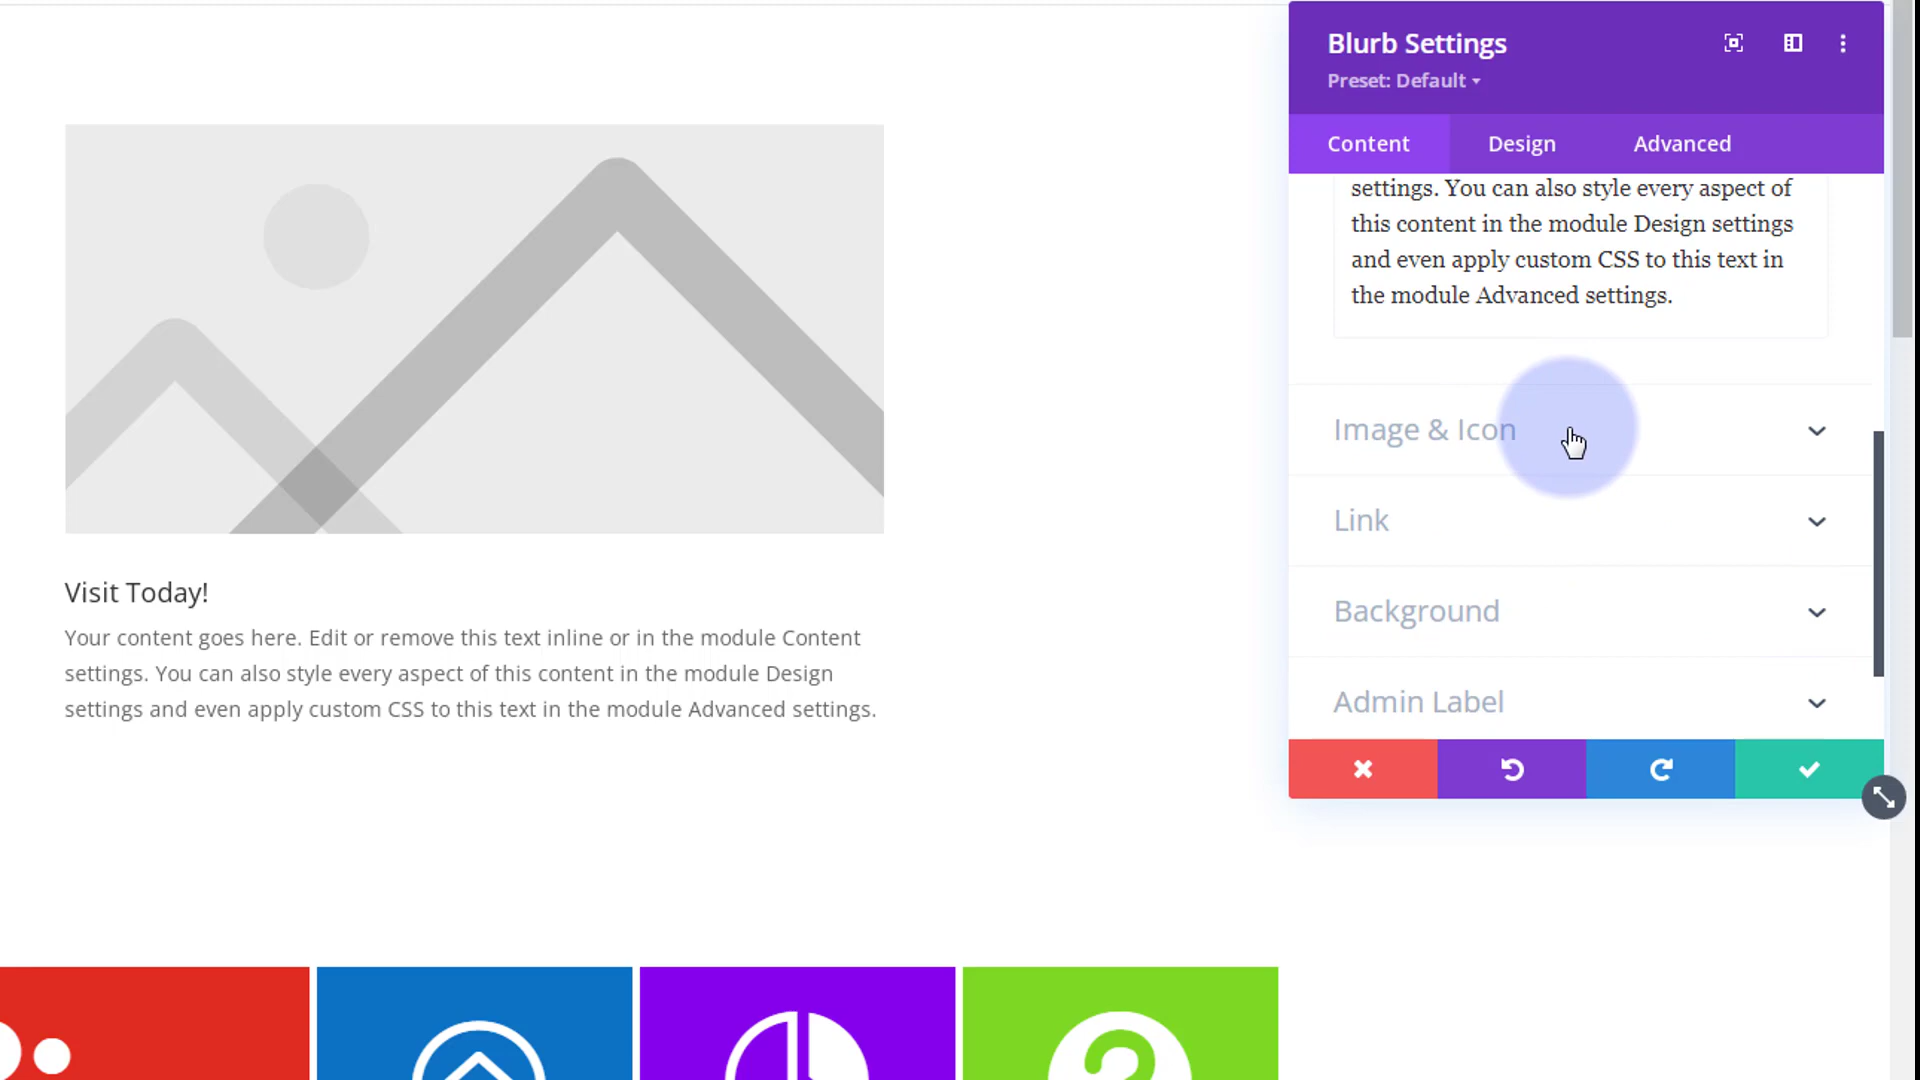 Blurb Settings
Preset: Default
Content Design Advanced
settings. You can also style every aspect of
this content in the module Design settings
and even apply custom CSS to this text in
the module Advanced settings.
Image & Icon
Link
Background
Admin Label
Visit Today!
Your content goes here. Edit or remove this text inline or in the module Content
settings. You can also style every aspect of this content in the module Design
settings and even apply custom CSS to this text in the module Advanced settings.